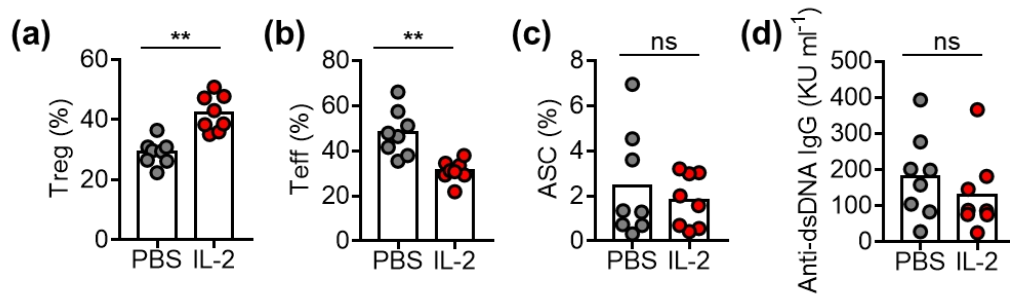 (a)
**
Treg (%)
60
40
20
0
PBS IL-2
(b)
**
Teff (%)
80
60
40
20
0
PBS IL-2
(c)
ns
ASC (%)
8
6
4
2
0
PBS IL-2
(d)
ns
Anti-dsDNA IgG (KU ml⁻¹)
500
400
300
200
100
0
PBS IL-2